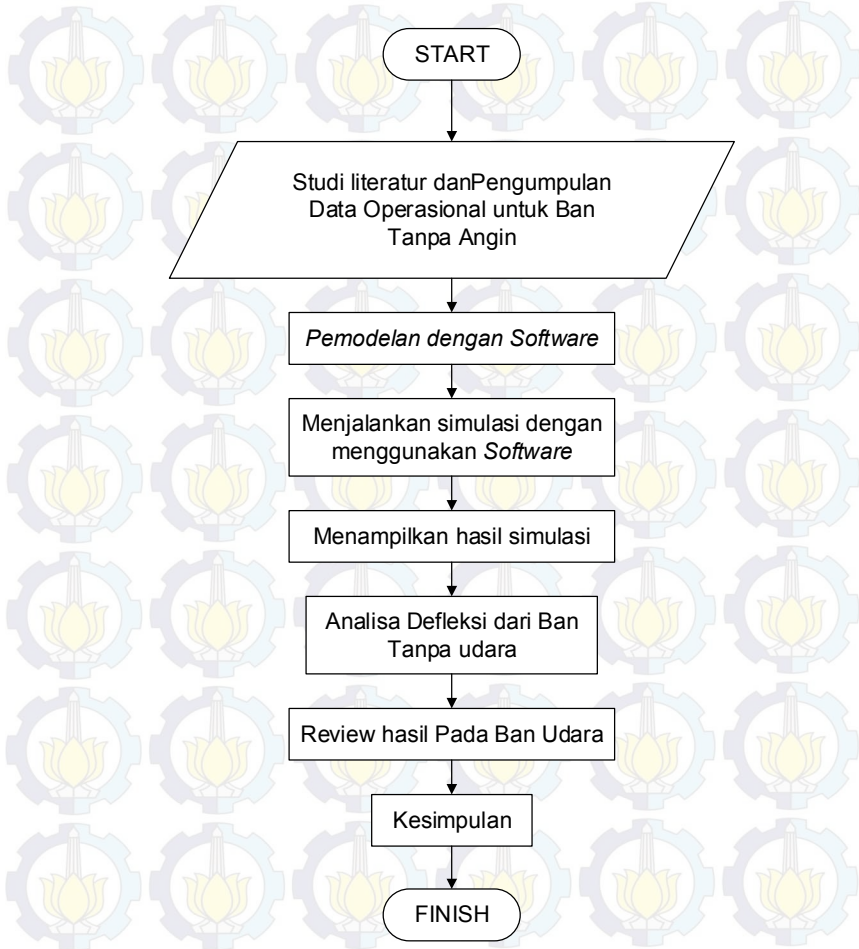 START
Studi literatur danPengumpulan
Data Operasional untuk Ban
Tanpa Angin
Pemodelan dengan Software
Menjalankan simulasi dengan
menggunakan Software
Menampilkan hasil simulasi
Analisa Defleksi dari Ban
Tanpa udara
Review hasil Pada Ban Udara
Kesimpulan
FINISH